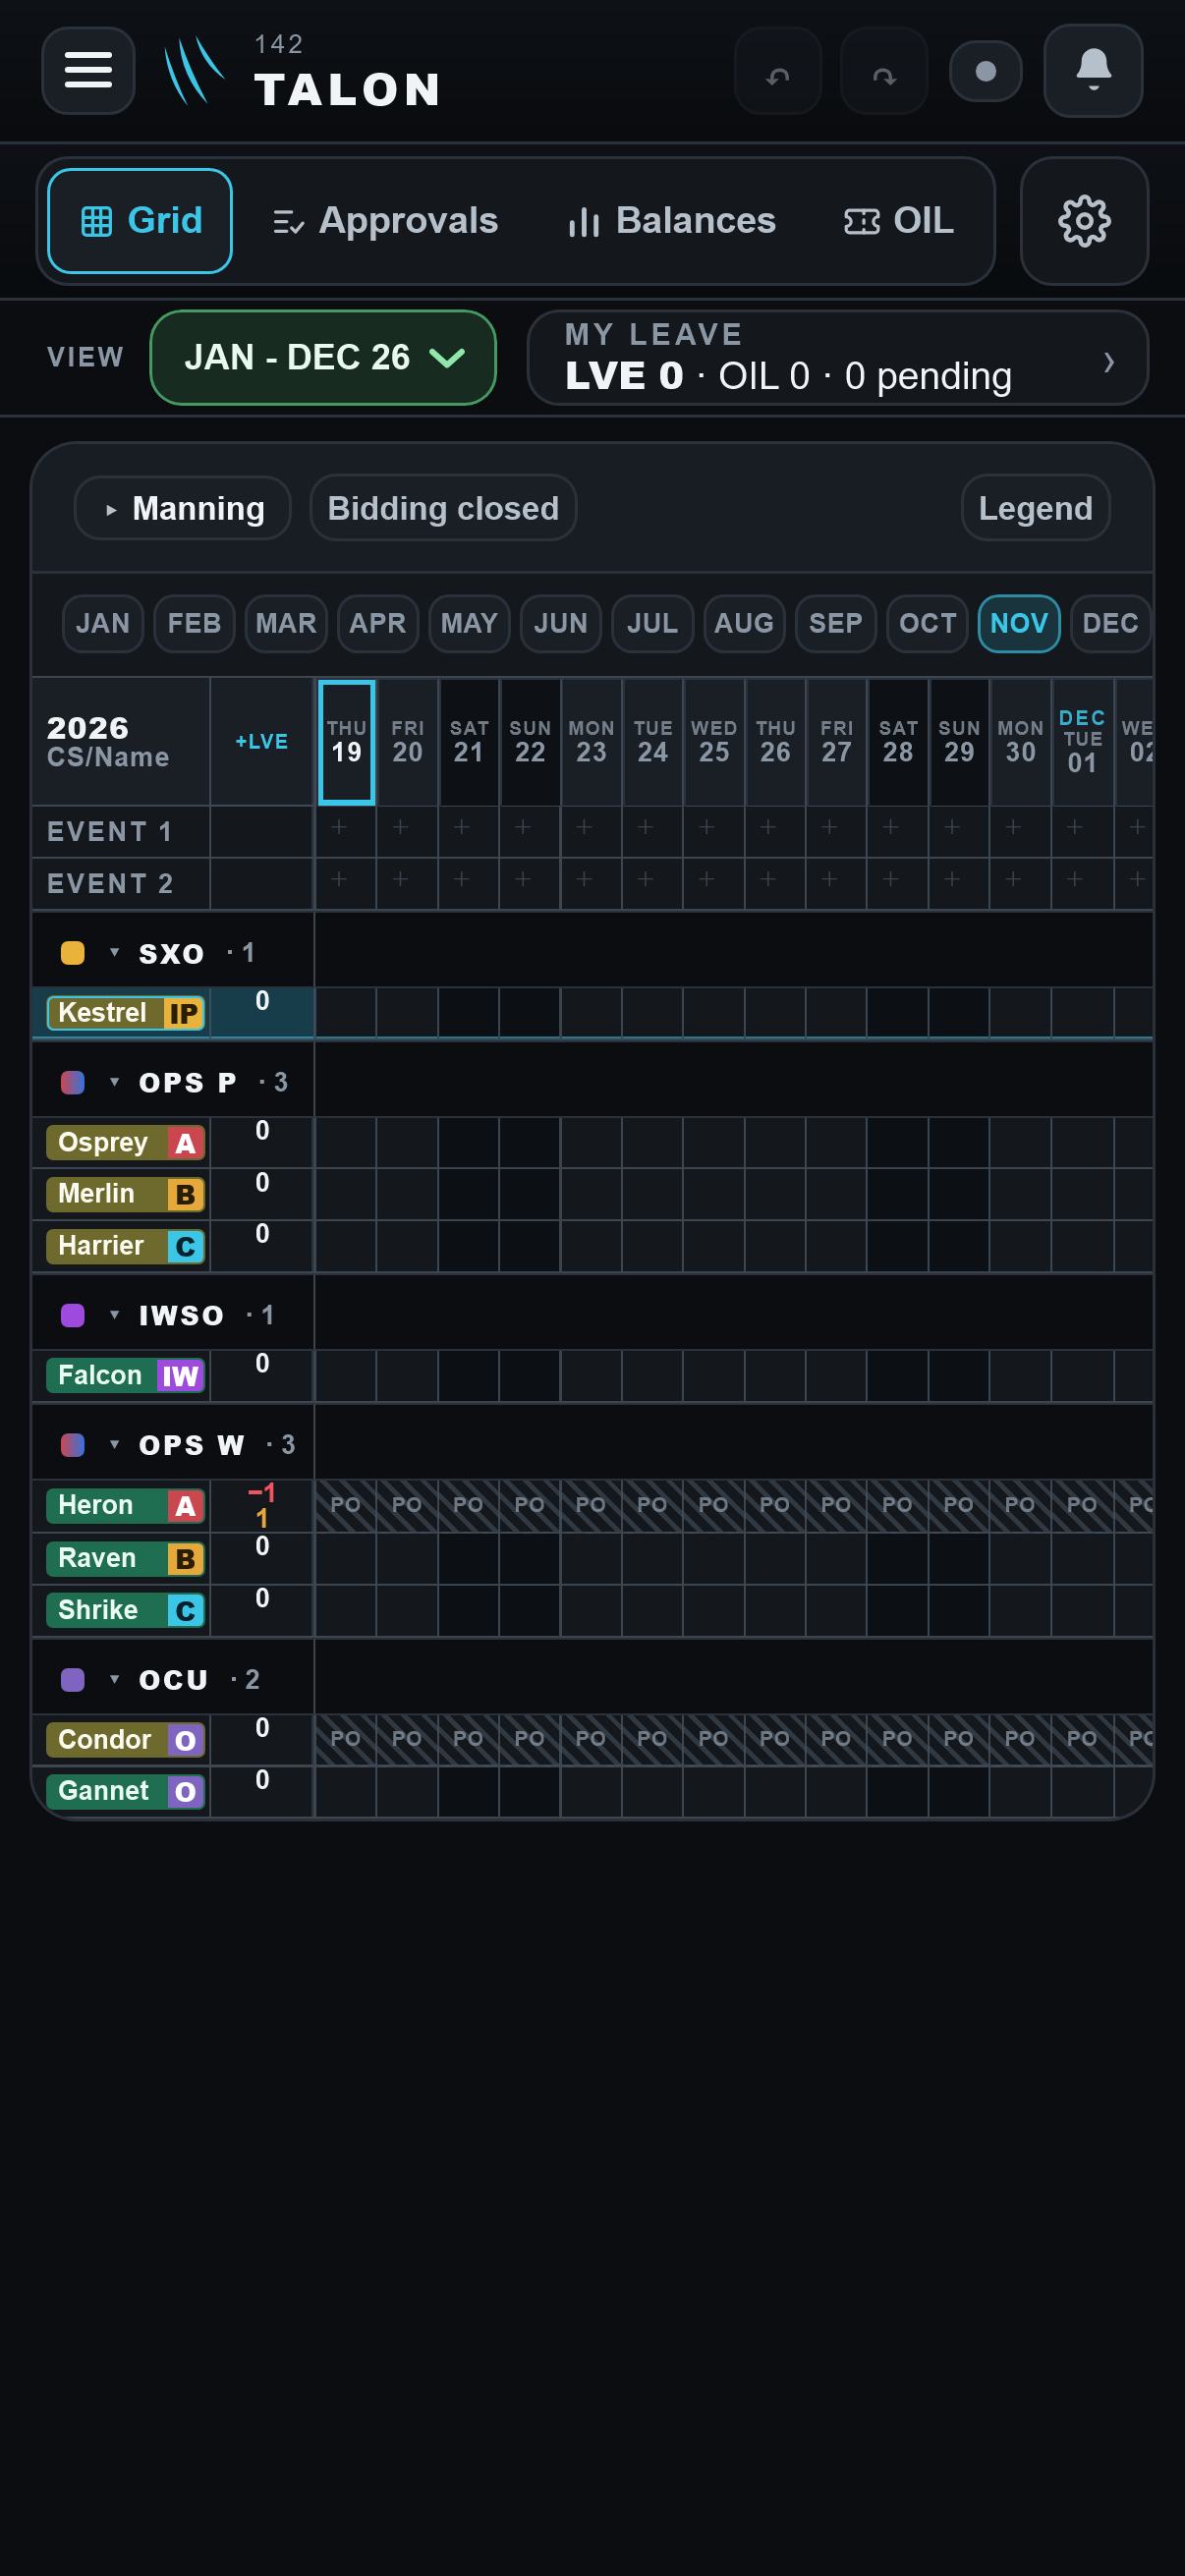 142
TALON
Grid
Approvals
Balances
OIL
VIEW
JAN - DEC 26
MY LEAVE
LVE 0 · OIL 0 · 0 pending
Manning
Bidding closed
Legend
JAN FEB MAR APR MAY JUN JUL AUG SEP OCT NOV DEC
2026
CS/Name
+LVE
THU 19
FRI 20
SAT 21
SUN 22
MON 23
TUE 24
WED 25
THU 26
FRI 27
SAT 28
SUN 29
MON 30
DEC TUE 01
WE 02
EVENT 1 + + + + + + + + + + + + + +
EVENT 2 + + + + + + + + + + + + + +
SXO · 1
Kestrel IP 0
OPS P · 3
Osprey A 0
Merlin B 0
Harrier C 0
IWSO · 1
Falcon IW 0
OPS W · 3
Heron A −1 1 PO PO PO PO PO PO PO PO PO PO PO PO PO PO
Raven B 0
Shrike C 0
OCU · 2
Condor O 0 PO PO PO PO PO PO PO PO PO PO PO PO PO PO
Gannet O 0